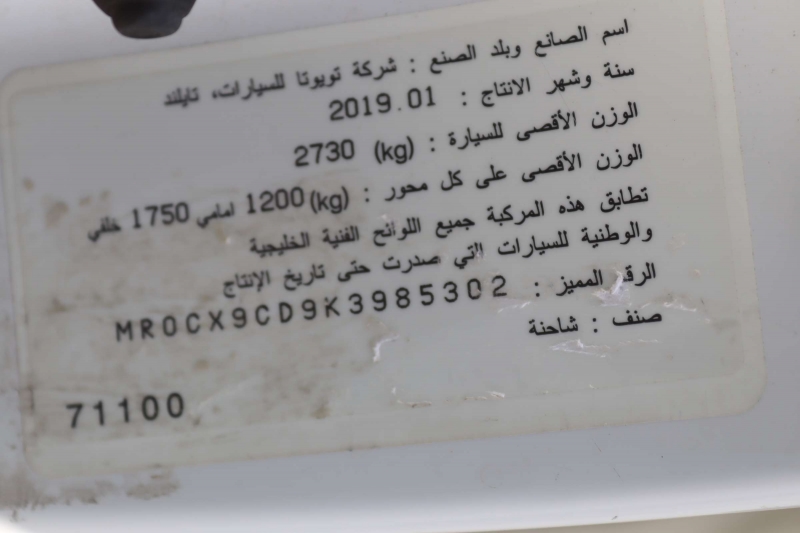 اسم الصانع وبلد الصنع : شركة تويوتا للسيارات، تايلند
سنة وشهر الانتاج : 2019.01
الوزن الأقصى للسيارة : (kg) 2730
الوزن الأقصى على كل محور : (kg) 1200 امامي 1750 خلفي
تطابق هذه المركبة جميع اللوائح الفنية الخليجية
والوطنية للسيارات التي صدرت حتى تاريخ الإنتاج
الرقم المميز : MR0CX9CD9K3985302
صنف : شاحنة
71100